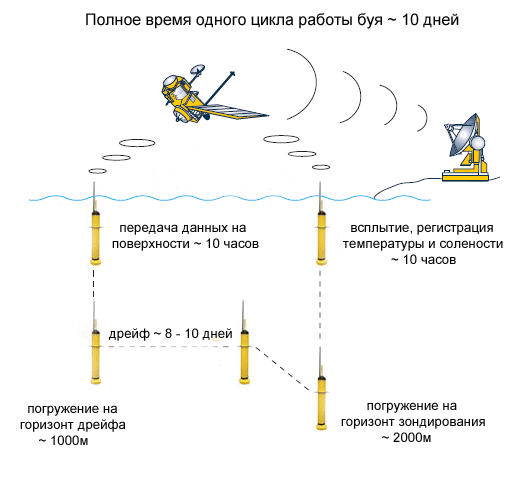 Полное время одного цикла работы буя ~ 10 дней
передача данных на
поверхности ~ 10 часов
всплытие, регистрация
температуры и солености
~ 10 часов
дрейф ~ 8 - 10 дней
погружение на
горизонт дрейфа
~ 1000м
погружение на
горизонт зондирования
~ 2000м